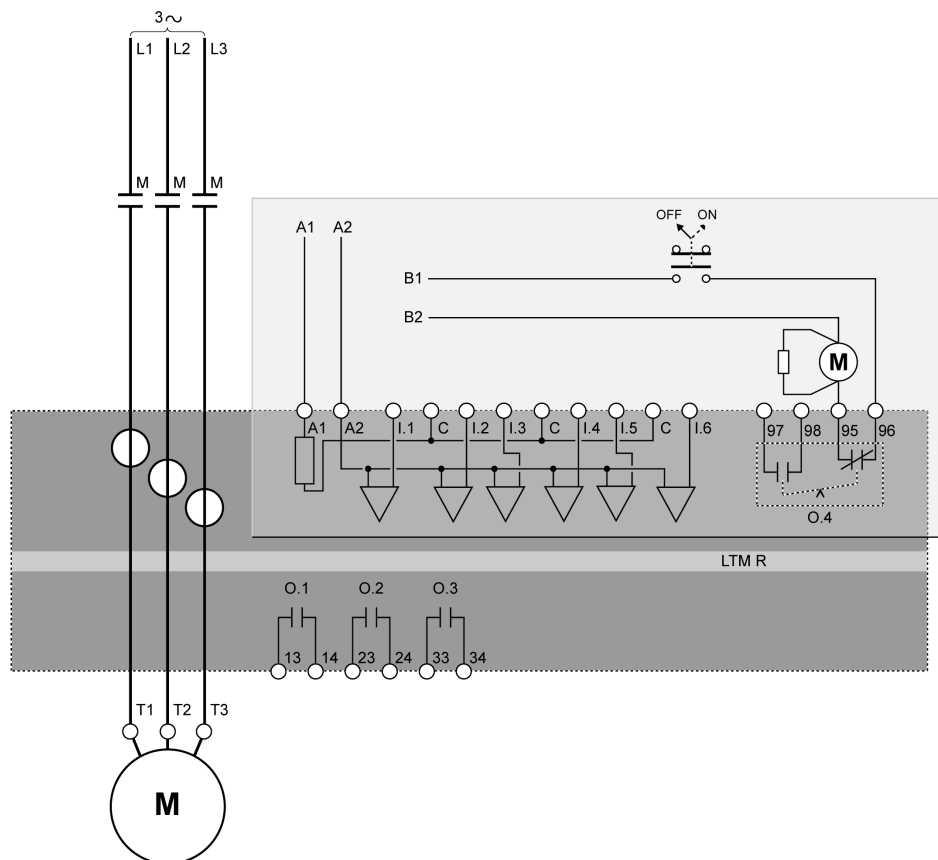 3~
L1 L2 L3
M M M
OFF ON
A1 A2
B1
B2
M
A1 A2 I.1 C I.2 I.3 C I.4 I.5 C I.6 97 98 95 96
O.4
LTM R
O.1 O.2 O.3
13 14 23 24 33 34
T1 T2 T3
M